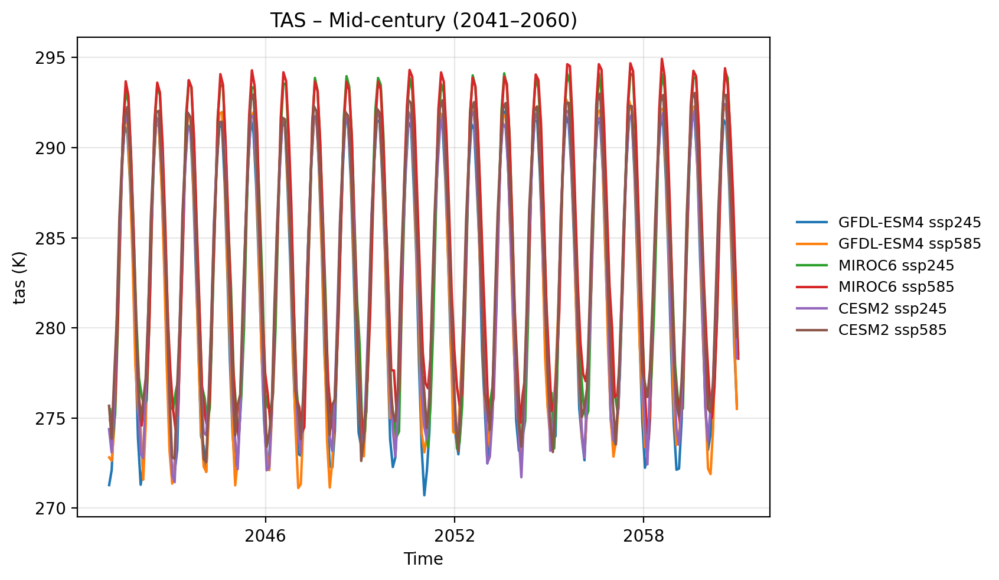 TAS – Mid-century (2041–2060)
295
290
285
280
275
270
tas (K)
2046
2052
2058
Time
GFDL-ESM4 ssp245
GFDL-ESM4 ssp585
MIROC6 ssp245
MIROC6 ssp585
CESM2 ssp245
CESM2 ssp585